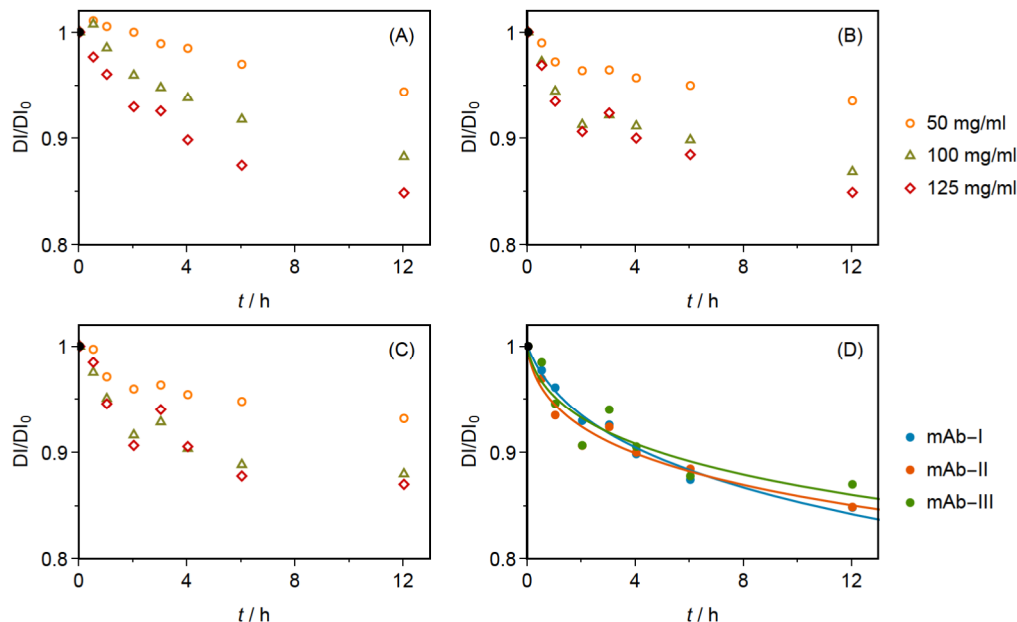 (A)
1
0.9
0.8
DI/DI0
0 4 8 12
t / h
(B)
1
0.9
0.8
DI/DI0
0 4 8 12
t / h
50 mg/ml
100 mg/ml
125 mg/ml
(C)
1
0.9
0.8
DI/DI0
0 4 8 12
t / h
(D)
1
0.9
0.8
DI/DI0
0 4 8 12
t / h
mAb−I
mAb−II
mAb−III